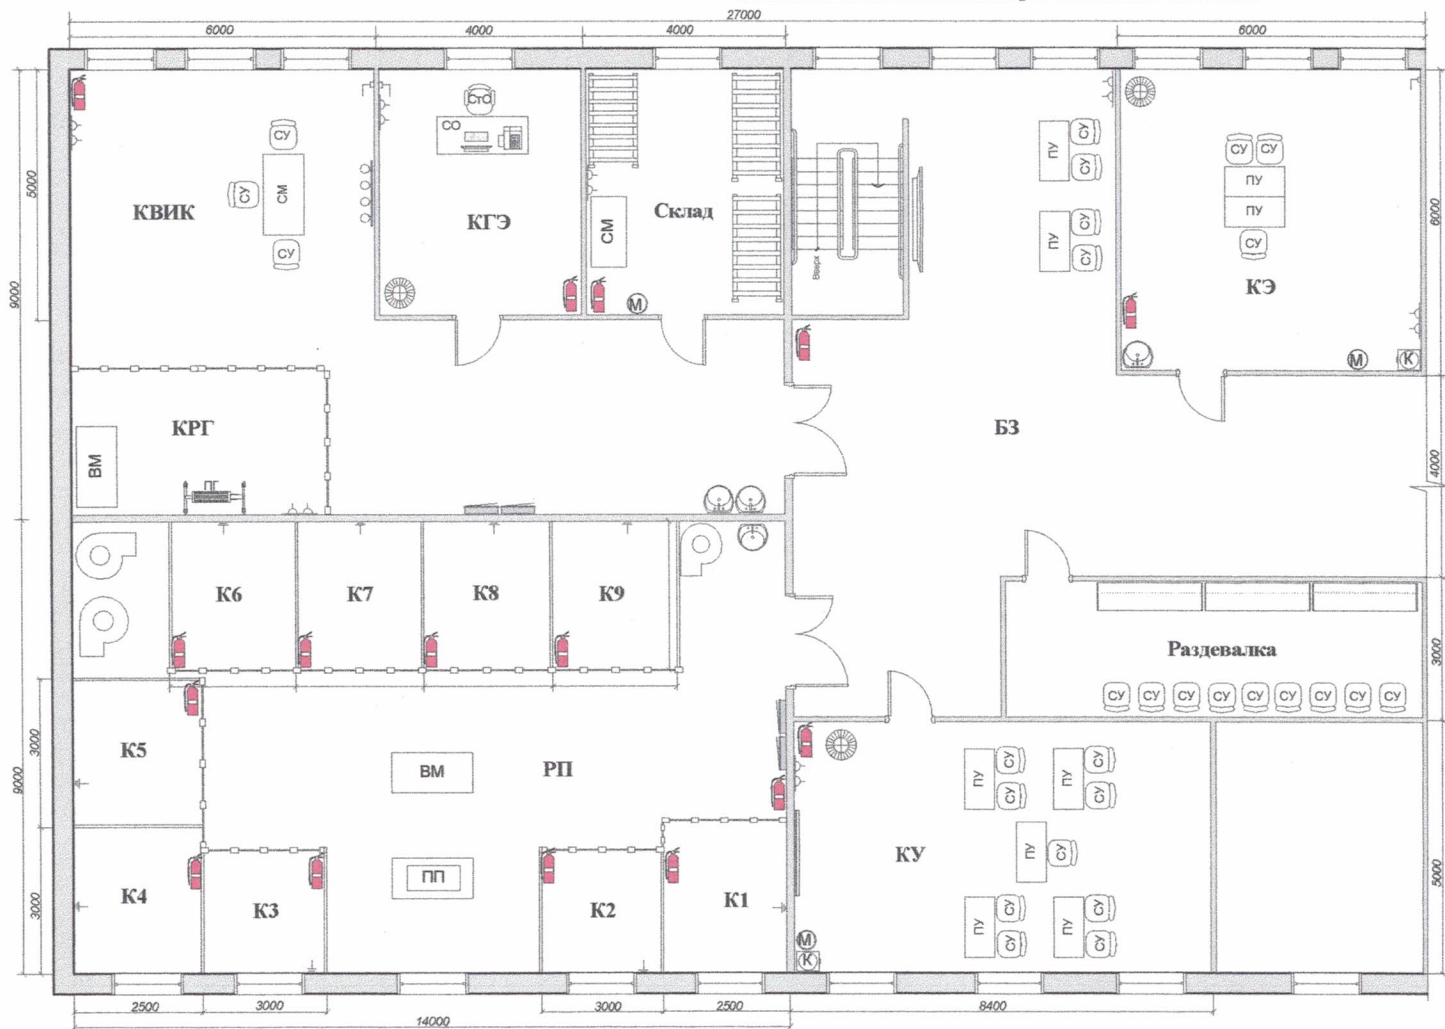 27000
6000
4000
4000
6000
СтО
СО
СУ
СУ
СМ
СУ
КВИК
КГЭ
Склад
СМ
М
Вверх
ПУ
СУ
СУ
ПУ
СУ
СУ
СУ
СУ
ПУ
ПУ
СУ
КЭ
М
К
5000
9000
6000
КРГ
ВМ
ПГ
БЗ
4000
К6
К7
К8
К9
Раздевалка
СУ
СУ
СУ
СУ
СУ
СУ
СУ
СУ
СУ
3000
К5
ВМ
РП
3000
9000
ПУ
СУ
СУ
ПУ
СУ
СУ
КУ
ПУ
СУ
ПУ
СУ
СУ
ПУ
СУ
СУ
К4
К3
ПП
К2
К1
М
К
3000
5000
2500
3000
3000
2500
8400
14000